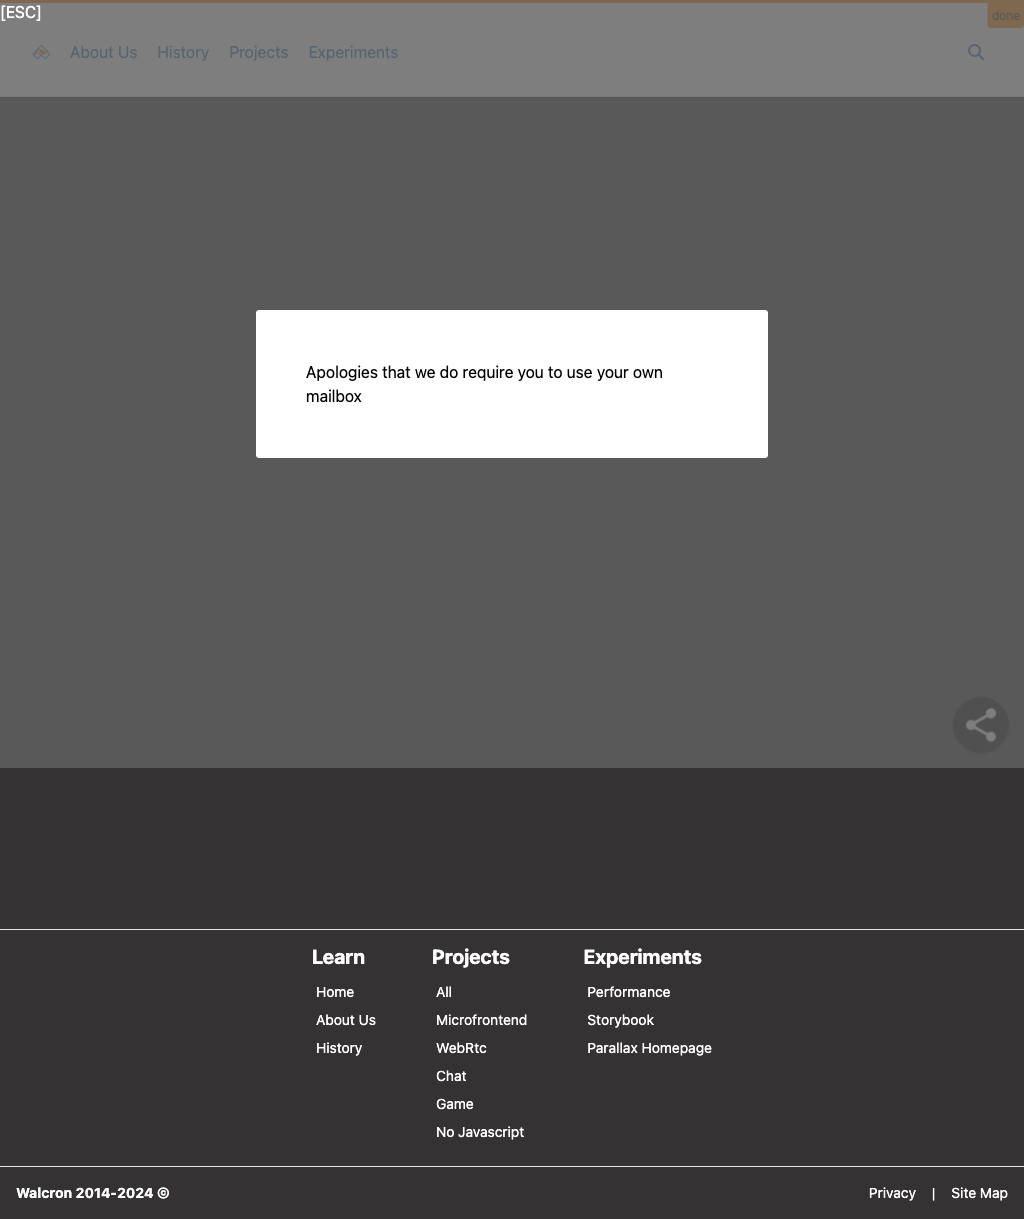 [ESC]
done
About Us History Projects Experiments
Apologies that we do require you to use your own
mailbox
Learn
Home
About Us
History
Projects
All
Microfrontend
WebRtc
Chat
Game
No Javascript
Experiments
Performance
Storybook
Parallax Homepage
Walcron 2014-2024 ©
Privacy | Site Map